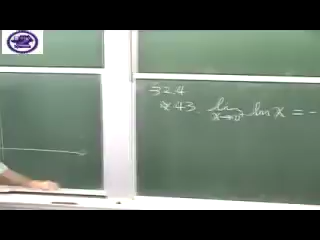 §2.4
*43. lim ln x = -
x→0